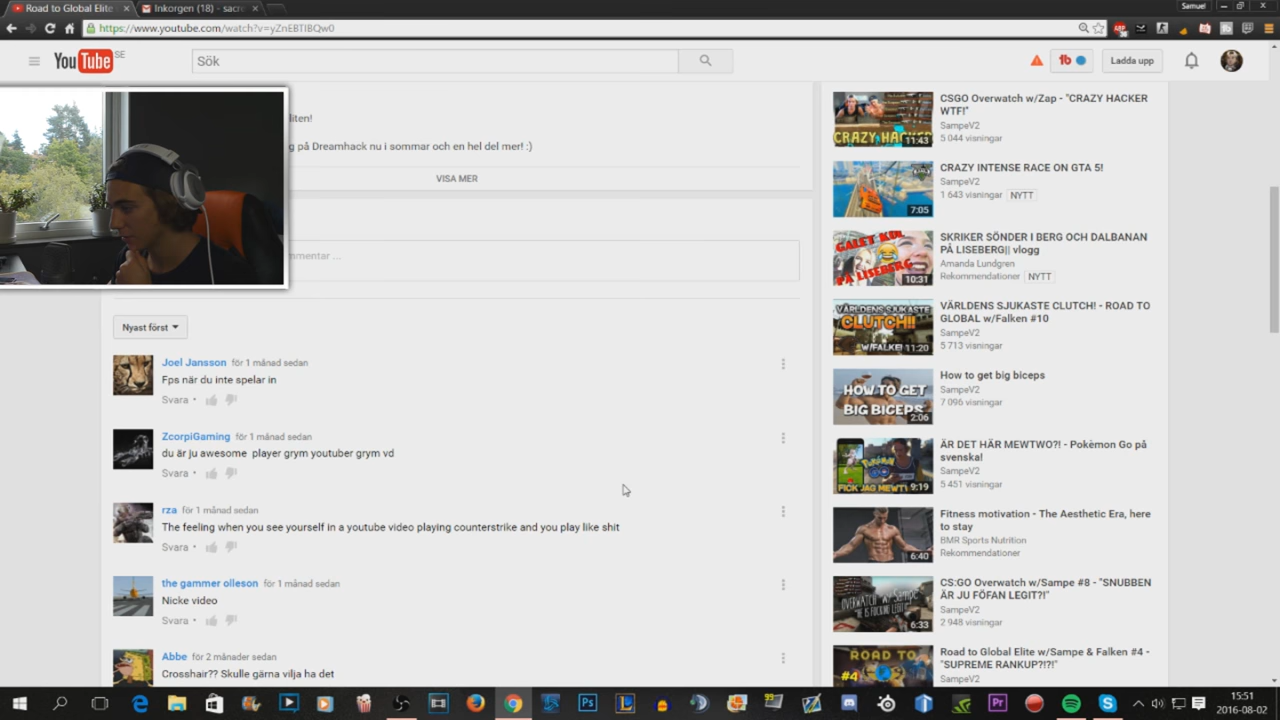 Road to Global Elite
Inkorgen (18) - sacr
Samuel
https://www.youtube.com/watch?v=yZnEBTIBQw0
YouTube SE
Sök
Ladda upp
liten!
g på Dreamhack nu i sommar och en hel del mer! :)
VISA MER
mmentar ...
Nyast först
Joel Jansson för 1 månad sedan
Fps när du inte spelar in
Svara •
ZcorpiGaming för 1 månad sedan
du är ju awesome player grym youtuber grym vd
Svara •
rza för 1 månad sedan
The feeling when you see yourself in a youtube video playing counterstrike and you play like shit
Svara •
the gammer olleson för 1 månad sedan
Nicke video
Svara •
Abbe för 2 månader sedan
Crosshair?? Skulle gärna vilja ha det
CRAZY HACKER
11:43
CSGO Overwatch w/Zap - "CRAZY HACKER
WTF!"
SampeV2
5 044 visningar
7:05
CRAZY INTENSE RACE ON GTA 5!
SampeV2
1 643 visningar NYTT
GALET KUL
PÅ LISEBERG
10:31
SKRIKER SÖNDER I BERG OCH DALBANAN
PÅ LISEBERG|| vlogg
Amanda Lundgren
Rekommendationer NYTT
VÄRLDENS SJUKASTE
CLUTCH!!
W/FALKEN
11:20
VÄRLDENS SJUKASTE CLUTCH! - ROAD TO
GLOBAL w/Falken #10
SampeV2
5 713 visningar
HOW TO GET
BIG BICEPS
2:06
How to get big biceps
SampeV2
7 096 visningar
POKÉMON GO
FICK JAG MEWTWO
9:19
ÄR DET HÄR MEWTWO?! - Pokèmon Go på
svenska!
SampeV2
5 451 visningar
6:40
Fitness motivation - The Aesthetic Era, here
to stay
BMR Sports Nutrition
Rekommendationer
OVERWATCH w/Sampe
"HE IS FUCKING LEGIT"
6:33
CS:GO Overwatch w/Sampe #8 - "SNUBBEN
ÄR JU FÖFAN LEGIT?!"
SampeV2
2 948 visningar
ROAD TO
#4
Road to Global Elite w/Sampe & Falken #4 -
"SUPREME RANKUP?!?!"
SampeV2
15:51
2016-08-02